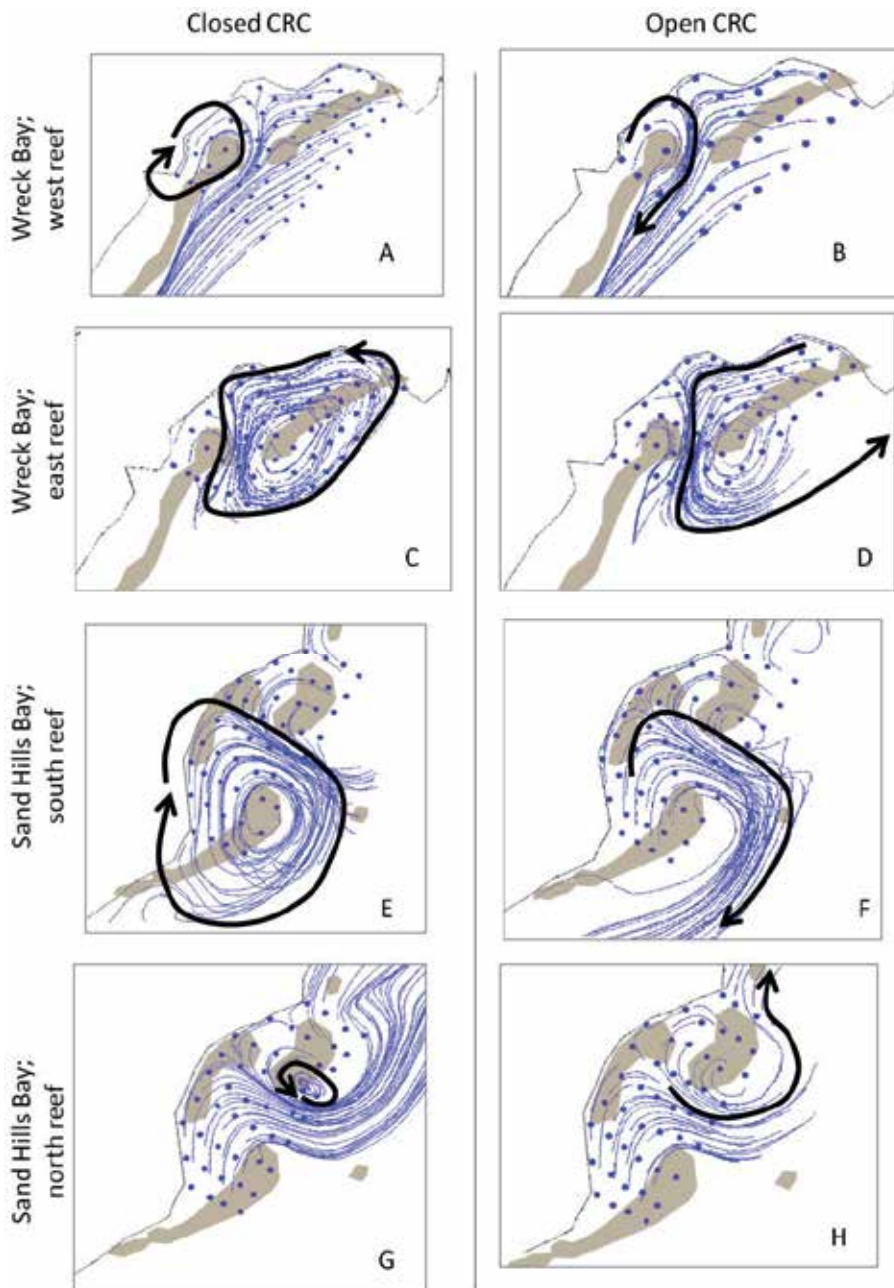 Closed CRC
Open CRC
Wreck Bay;
west reef
A
B
Wreck Bay;
east reef
C
D
Sand Hills Bay;
south reef
E
F
Sand Hills Bay;
north reef
G
H